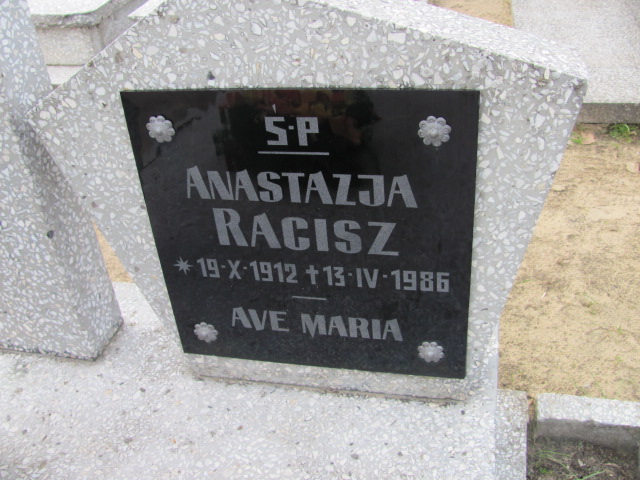 Ś·P
ANASTAZJA
RACISZ
* 19·X·1912 † 13·IV·1986
AVE MARIA